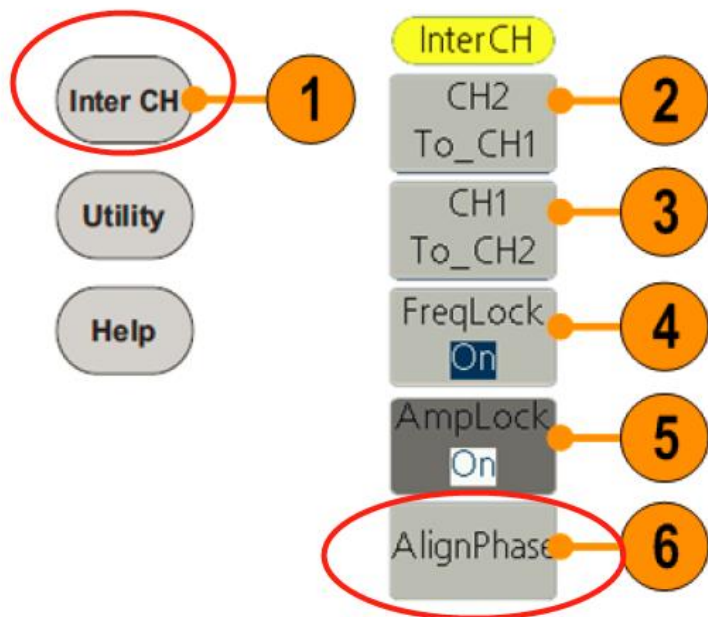 Inter CH
1
Utility
Help
InterCH
CH2
To_CH1
2
CH1
To_CH2
3
FreqLock
On
4
AmpLock
On
5
AlignPhase
6